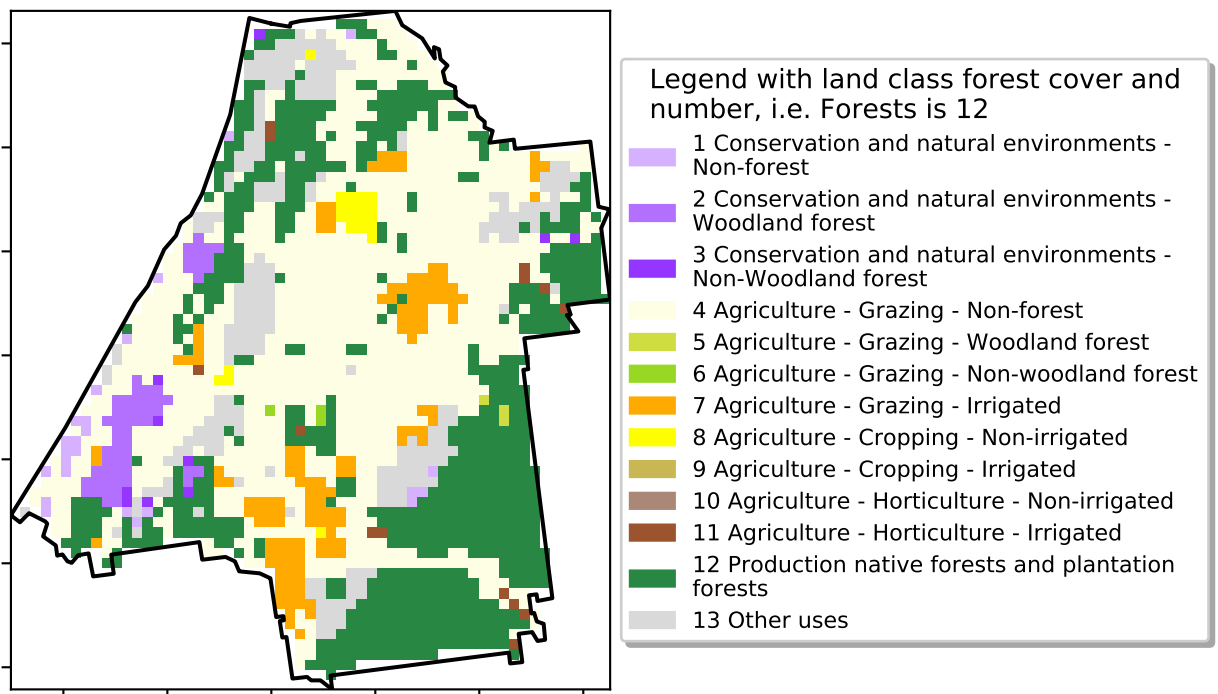 Legend with land class forest cover and
number, i.e. Forests is 12
1 Conservation and natural environments -
Non-forest
2 Conservation and natural environments -
Woodland forest
3 Conservation and natural environments -
Non-Woodland forest
4 Agriculture - Grazing - Non-forest
5 Agriculture - Grazing - Woodland forest
6 Agriculture - Grazing - Non-woodland forest
7 Agriculture - Grazing - Irrigated
8 Agriculture - Cropping - Non-irrigated
9 Agriculture - Cropping - Irrigated
10 Agriculture - Horticulture - Non-irrigated
11 Agriculture - Horticulture - Irrigated
12 Production native forests and plantation
forests
13 Other uses